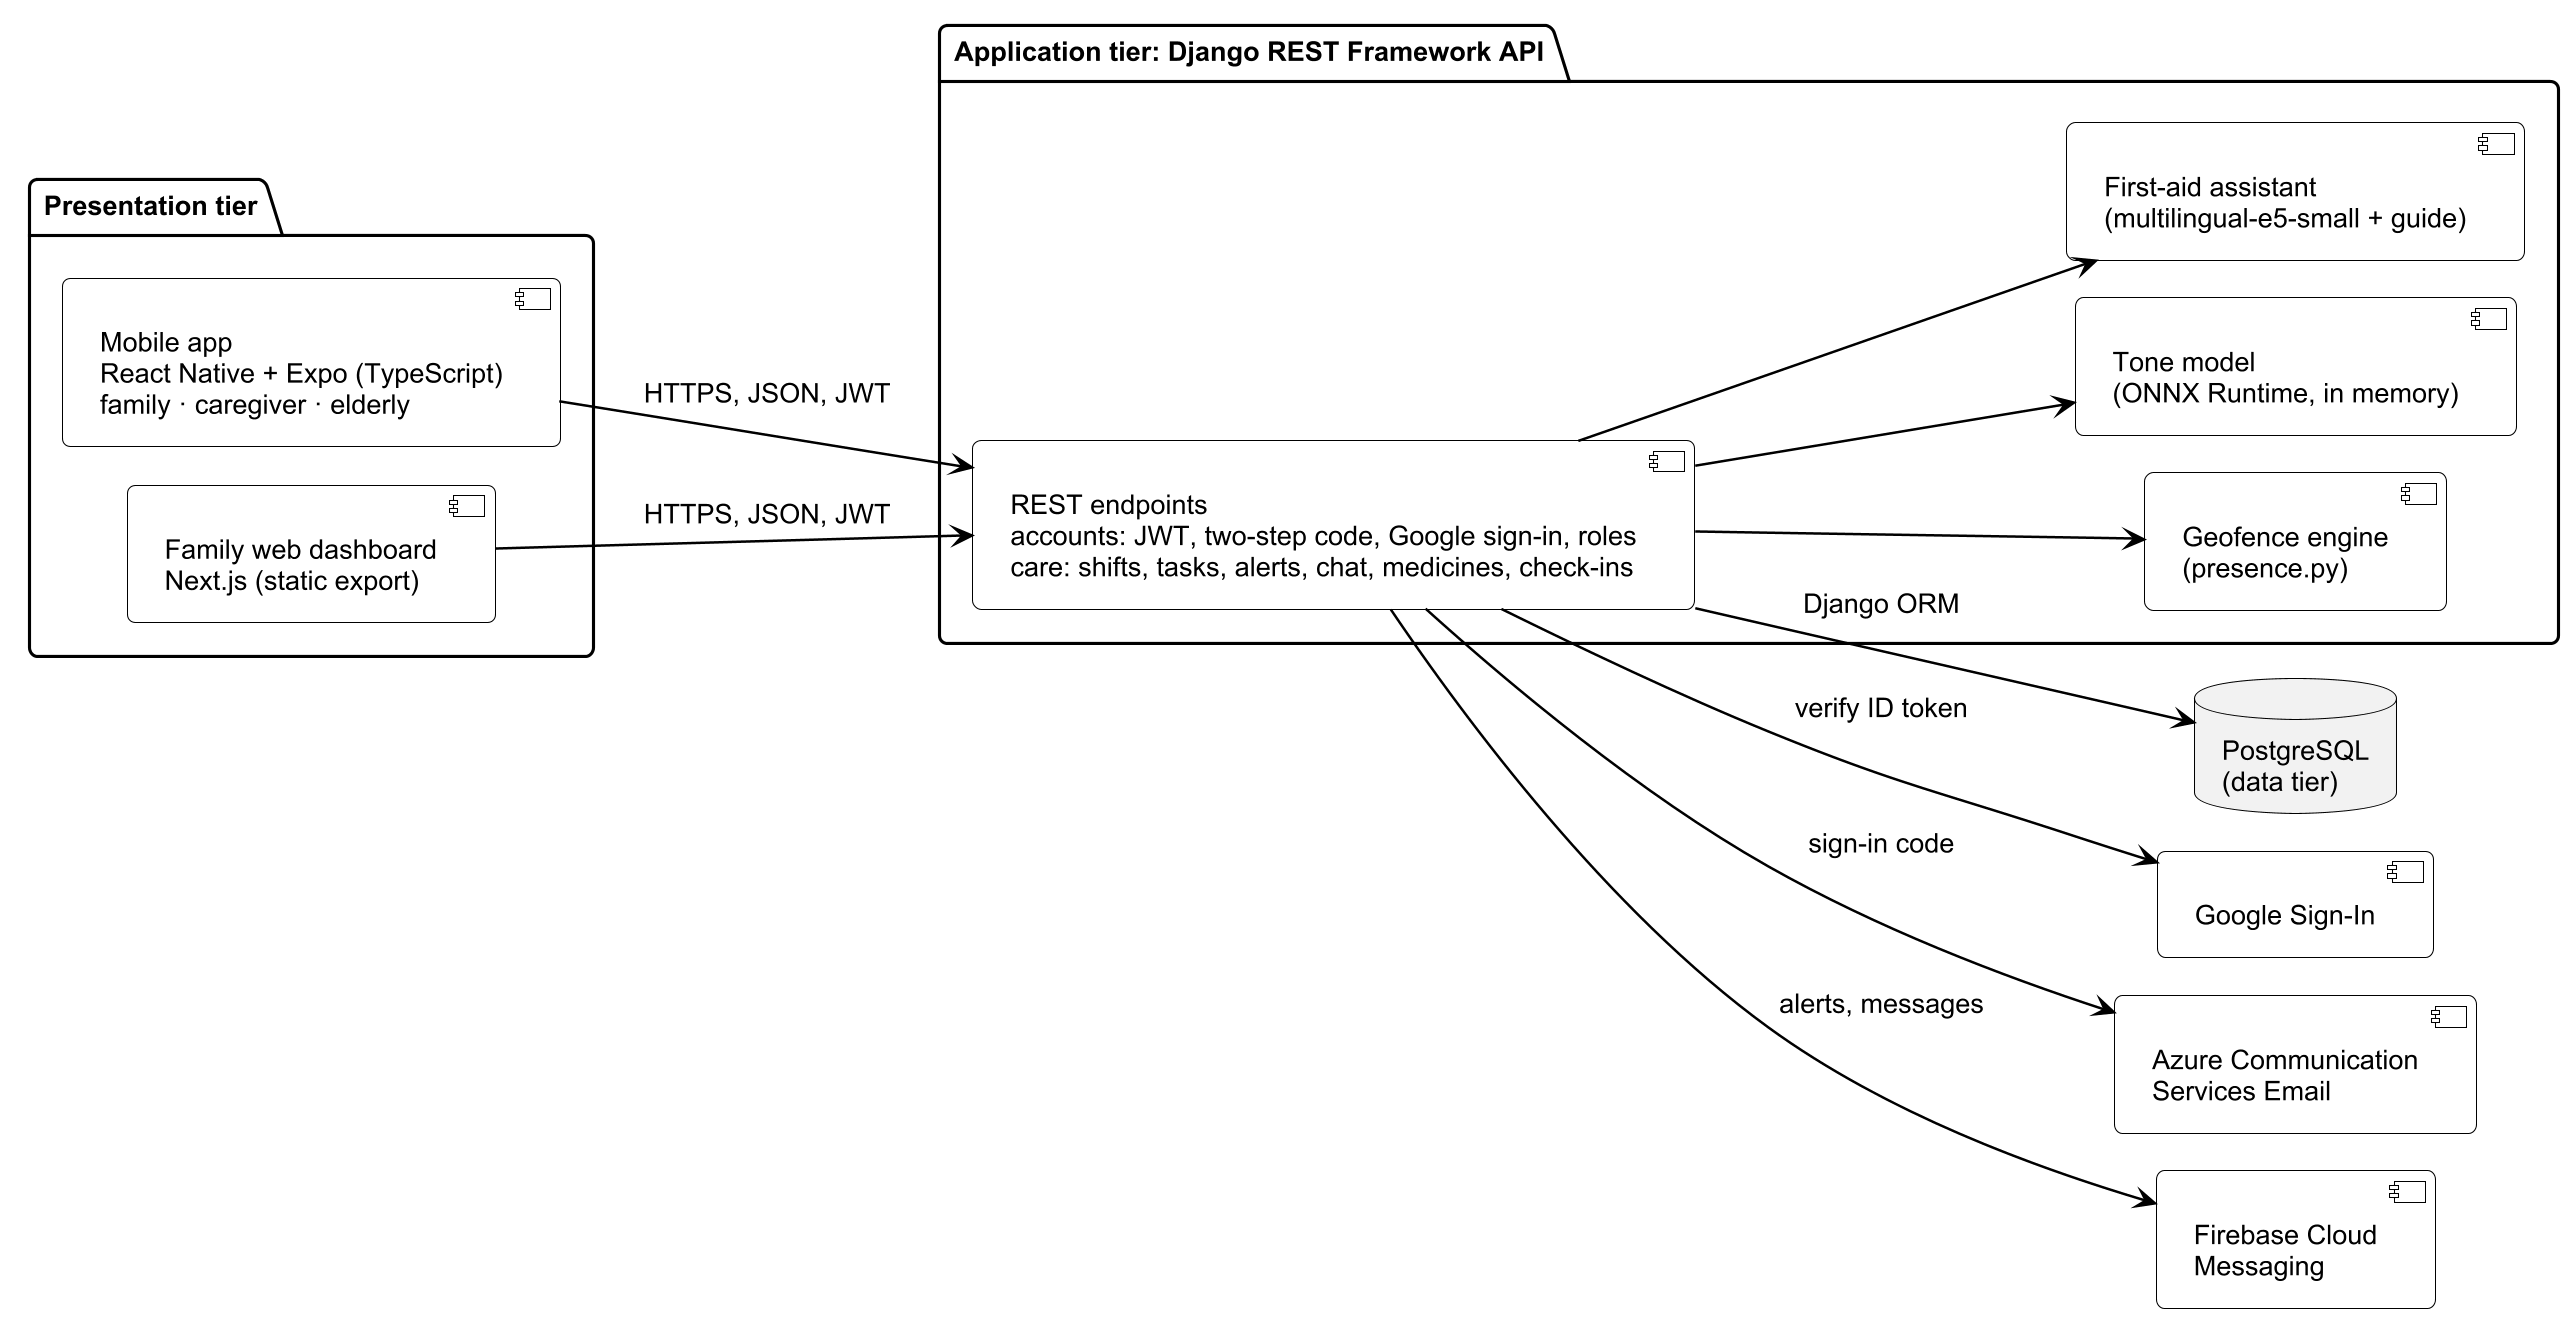 Presentation tier
Mobile app
React Native + Expo (TypeScript)
family · caregiver · elderly
Family web dashboard
Next.js (static export)
HTTPS, JSON, JWT
HTTPS, JSON, JWT
Application tier: Django REST Framework API
REST endpoints
accounts: JWT, two-step code, Google sign-in, roles
care: shifts, tasks, alerts, chat, medicines, check-ins
First-aid assistant
(multilingual-e5-small + guide)
Tone model
(ONNX Runtime, in memory)
Geofence engine
(presence.py)
Django ORM
PostgreSQL
(data tier)
verify ID token
Google Sign-In
sign-in code
Azure Communication
Services Email
alerts, messages
Firebase Cloud
Messaging